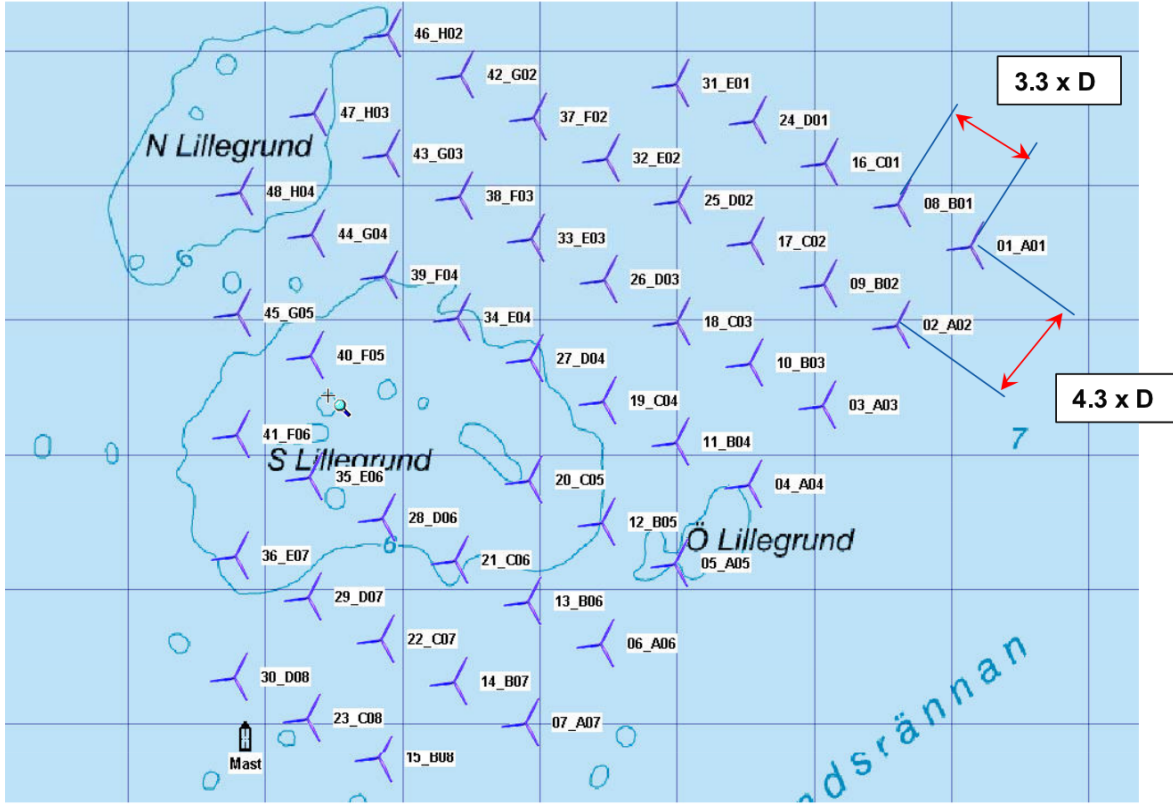 46_H02
42_G02
31_E01
3.3 x D
47_H03
37_F02
24_D01
N Lillegrund
43_G03
32_E02
16_C01
48_H04
38_F03
25_D02
08_B01
44_G04
33_E03
17_C02
01_A01
6
39_F04
26_D03
09_B02
45_G05
34_E04
18_C03
02_A02
40_F05
27_D04
10_B03
19_C04
03_A03
4.3 x D
41_F06
11_B04
7
S Lillegrund
35_E06
20_C05
04_A04
28_D06
12_B05
Ö Lillegrund
6
36_E07
21_C06
05_A05
29_D07
13_B06
22_C07
06_A06
30_D08
14_B07
23_C08
07_A07
15_B08
Mast
ndsrännan